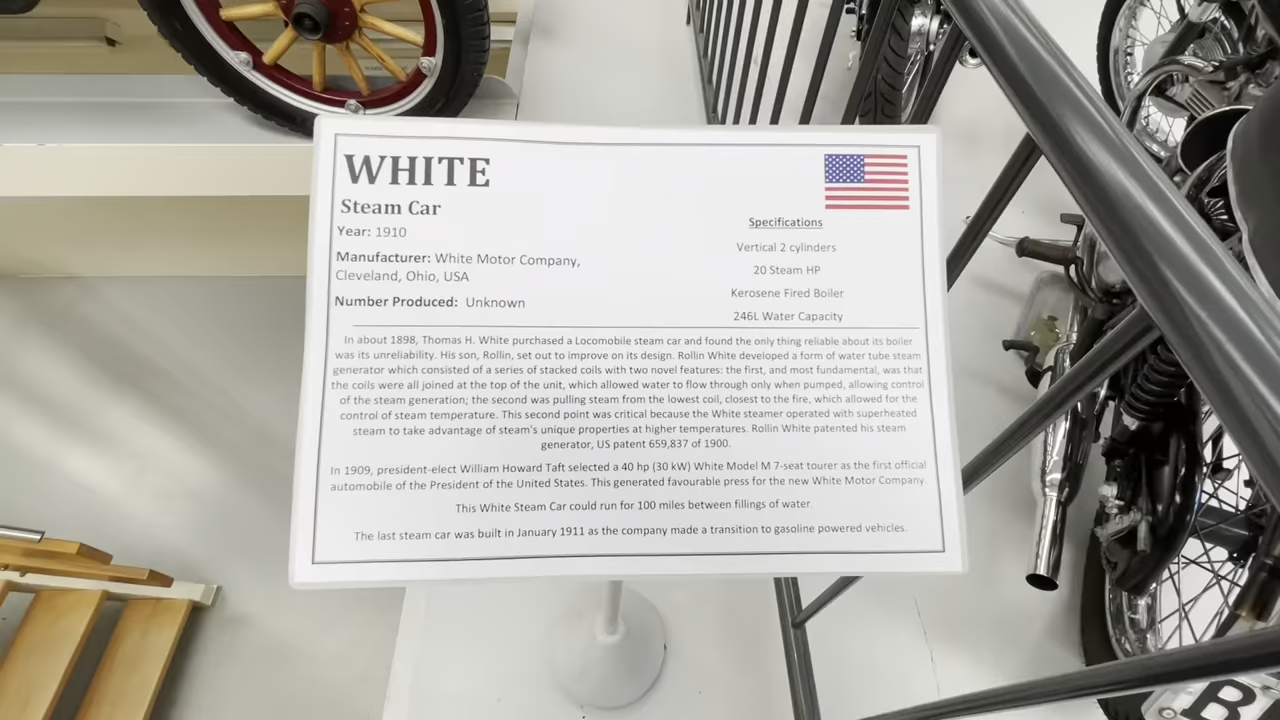 WHITE
Steam Car
Year: 1910
Manufacturer: White Motor Company,
Cleveland, Ohio, USA
Number Produced: Unknown
Specifications
Vertical 2 cylinders
20 Steam HP
Kerosene Fired Boiler
246L Water Capacity
In about 1898, Thomas H. White purchased a Locomobile steam car and found the only thing reliable about its boiler
was its unreliability. His son, Rollin, set out to improve on its design. Rollin White developed a form of water tube steam
generator which consisted of a series of stacked coils with two novel features: the first, and most fundamental, was that
the coils were all joined at the top of the unit, which allowed water to flow through only when pumped, allowing control
of the steam generation; the second was pulling steam from the lowest coil, closest to the fire, which allowed for the
control of steam temperature. This second point was critical because the White steamer operated with superheated
steam to take advantage of steam's unique properties at higher temperatures. Rollin White patented his steam
generator, US patent 659,837 of 1900.
In 1909, president-elect William Howard Taft selected a 40 hp (30 kW) White Model M 7-seat tourer as the first official
automobile of the President of the United States. This generated favourable press for the new White Motor Company.
This White Steam Car could run for 100 miles between fillings of water.
The last steam car was built in January 1911 as the company made a transition to gasoline powered vehicles.